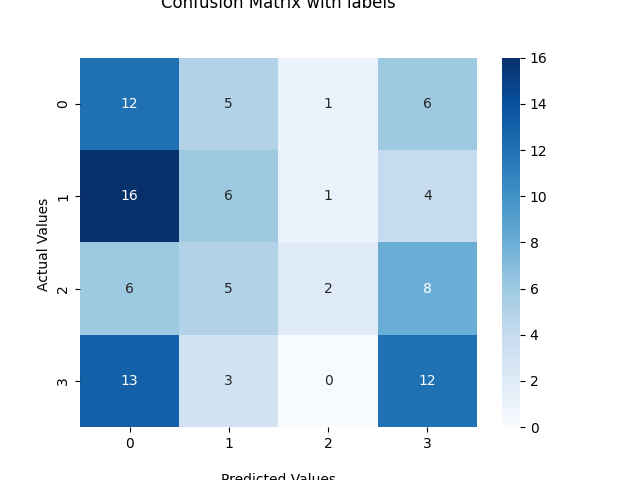 Confusion Matrix with labels
Actual Values
0 12 5 1 6
1 16 6 1 4
2 6 5 2 8
3 13 3 0 12
0 1 2 3
Predicted Values
16
14
12
10
8
6
4
2
0